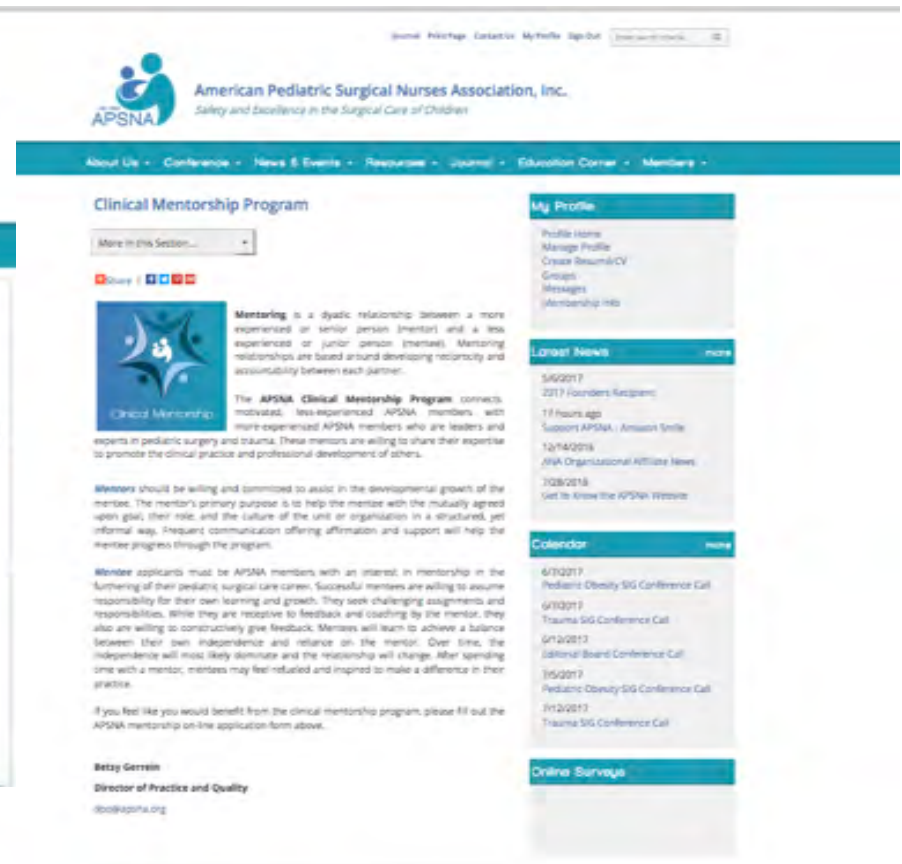 Journal Print Page Contact Us My Profile Sign Out
APSNA
American Pediatric Surgical Nurses Association, Inc.
Safety and Excellence in the Surgical Care of Children
About Us Conference News & Events Resources Journal Education Corner Members
Clinical Mentorship Program
More in this Section...
Share |
Clinical Mentorship
Mentoring is a dyadic relationship between a more
experienced or senior person (mentor) and a less
experienced or junior person (mentee). Mentoring
relationships are based around developing reciprocity and
accountability between each partner.
The APSNA Clinical Mentorship Program connects
motivated, less-experienced APSNA members with
more-experienced APSNA members who are leaders and
experts in pediatric surgery and trauma. These mentors are willing to share their expertise
to promote the clinical practice and professional development of others.
Mentors should be willing and committed to assist in the developmental growth of the
mentee. The mentor's primary purpose is to help the mentee with the mutually agreed
upon goal, their role, and the culture of the unit or organization in a structured, yet
informal way. Frequent communication offering affirmation and support will help the
mentee progress through the program.
Mentee applicants must be APSNA members with an interest in mentorship in the
furthering of their pediatric surgical care career. Successful mentees are willing to assume
responsibility for their own learning and growth. They seek challenging assignments and
responsibilities. While they are receptive to feedback and coaching by the mentor, they
also are willing to constructively give feedback. Mentees will learn to achieve a balance
between their own independence and reliance on the mentor. Over time, the
independence will most likely dominate and the relationship will change. After spending
time with a mentor, mentees may feel refueled and inspired to make a difference in their
practice.
If you feel like you would benefit from the clinical mentorship program, please fill out the
APSNA mentorship on-line application form above.
Betsy Gerrein
Director of Practice and Quality
My Profile
Profile Home
Manage Profile
Create Resume/CV
Groups
Messages
Membership Info
Latest News more
5/6/2017
2017 Founders Recipient
17 hours ago
Support APSNA - Amazon Smile
12/14/2016
ANA Organizational Affiliate News
7/28/2016
Get to Know the APSNA Website
Calendar more
6/7/2017
Pediatric Obesity SIG Conference Call
6/7/2017
Trauma SIG Conference Call
6/12/2017
Editorial Board Conference Call
7/5/2017
Pediatric Obesity SIG Conference Call
7/12/2017
Trauma SIG Conference Call
Online Surveys